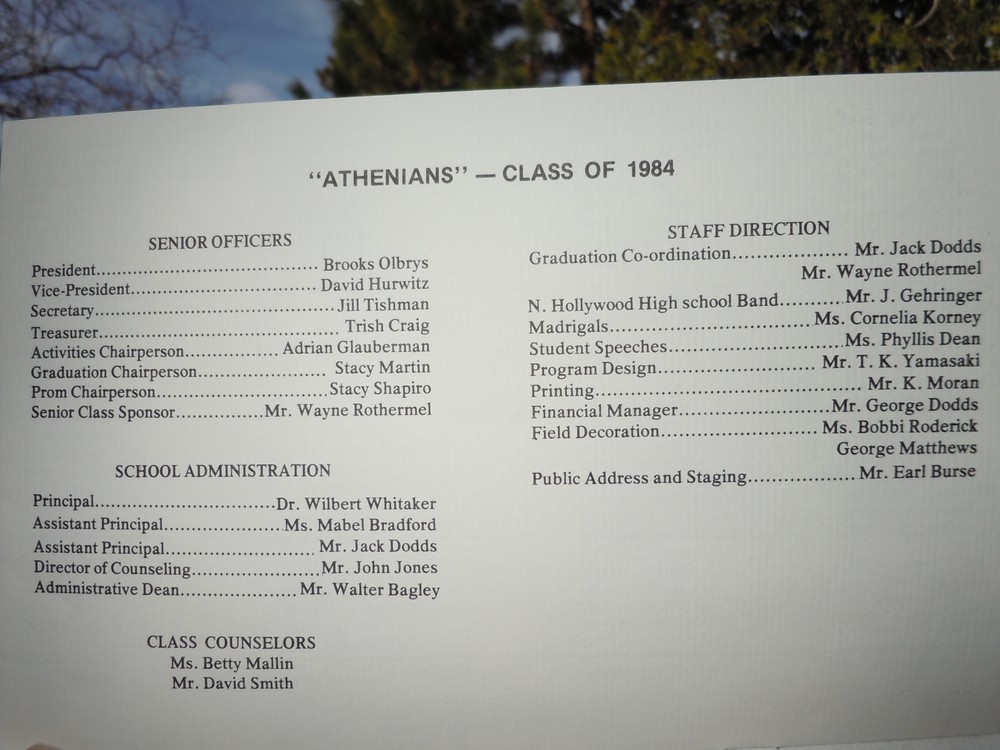 “ATHENIANS” — CLASS OF 1984
SENIOR OFFICERS
President........................................ Brooks Olbrys
Vice-President................................. David Hurwitz
Secretary...........................................Jill Tishman
Treasurer........................................... Trish Craig
Activities Chairperson................. Adrian Glauberman
Graduation Chairperson....................... Stacy Martin
Prom Chairperson...............................Stacy Shapiro
Senior Class Sponsor...............Mr. Wayne Rothermel
SCHOOL ADMINISTRATION
Principal................................Dr. Wilbert Whitaker
Assistant Principal.....................Ms. Mabel Bradford
Assistant Principal........................... Mr. Jack Dodds
Director of Counseling.......................Mr. John Jones
Administrative Dean..................... Mr. Walter Bagley
CLASS COUNSELORS
Ms. Betty Mallin
Mr. David Smith
STAFF DIRECTION
Graduation Co-ordination.................... Mr. Jack Dodds
Mr. Wayne Rothermel
N. Hollywood High school Band..........Mr. J. Gehringer
Madrigals...................................Ms. Cornelia Korney
Student Speeches..............................Ms. Phyllis Dean
Program Design........................... Mr. T. K. Yamasaki
Printing.............................................. Mr. K. Moran
Financial Manager..........................Mr. George Dodds
Field Decoration........................... Ms. Bobbi Roderick
George Matthews
Public Address and Staging.................. Mr. Earl Burse